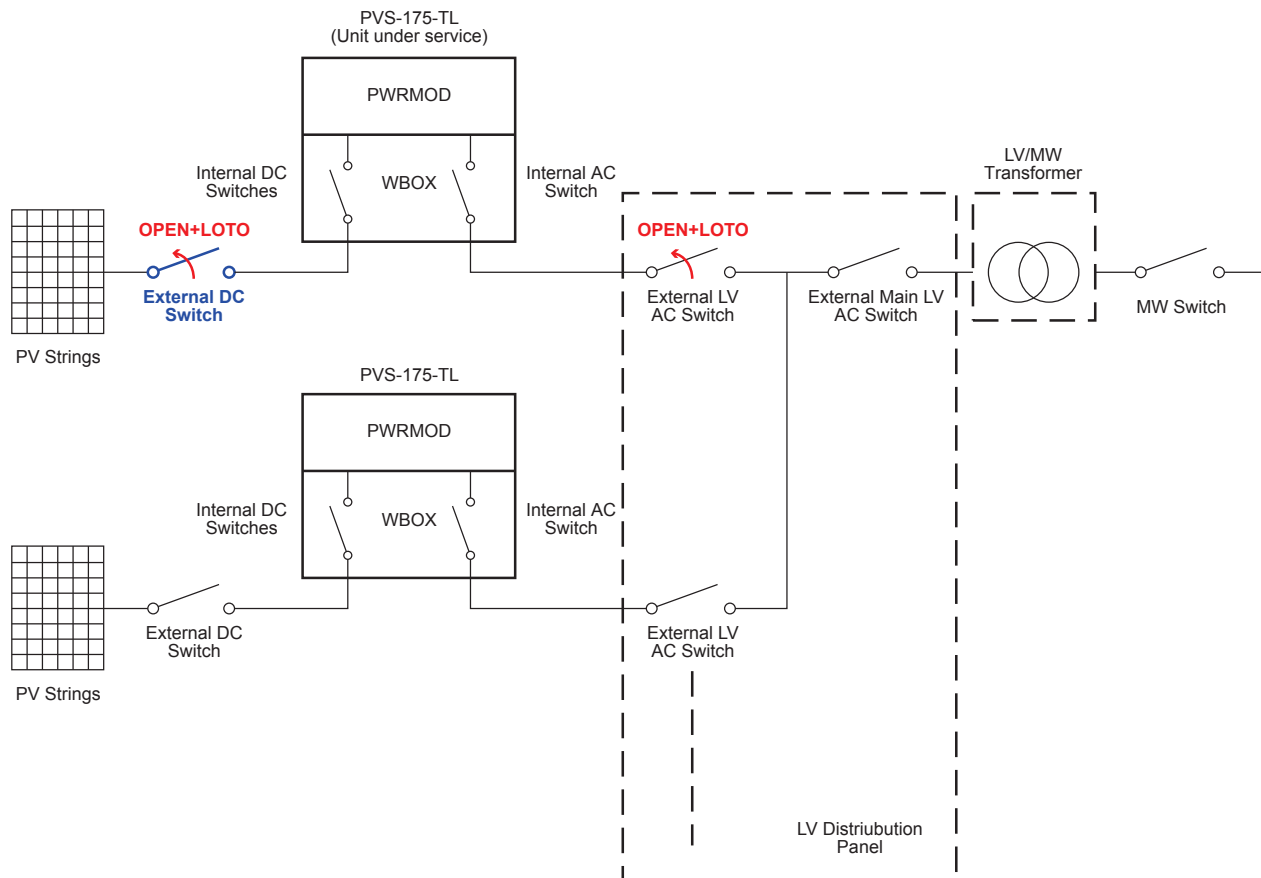 PVS-175-TL
(Unit under service)
PWRMOD
Internal DC
Switches
WBOX
Internal AC
Switch
LV/MW
Transformer
OPEN+LOTO
OPEN+LOTO
External DC
Switch
External LV
AC Switch
External Main LV
AC Switch
MW Switch
PV Strings
PVS-175-TL
PWRMOD
Internal DC
Switches
WBOX
Internal AC
Switch
External DC
Switch
External LV
AC Switch
PV Strings
LV Distriubution
Panel